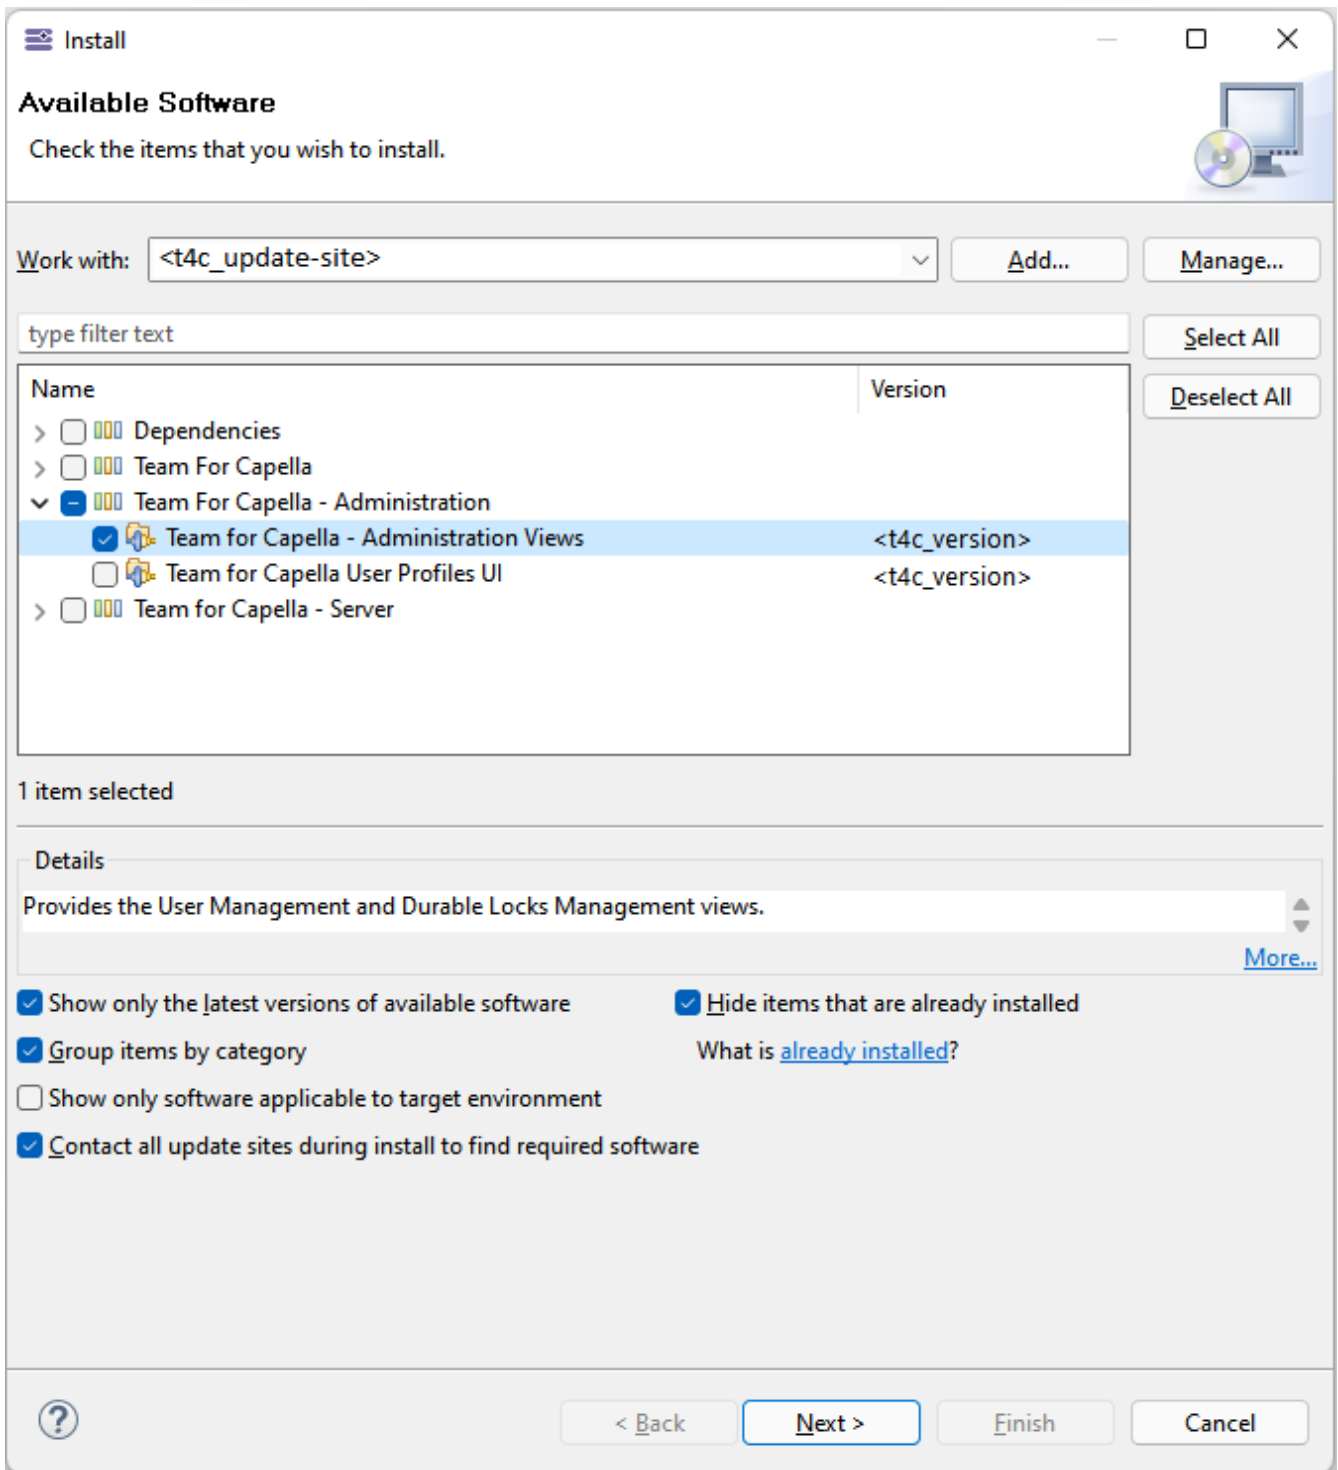 Install
Available Software
Check the items that you wish to install.
Work with: <t4c_update-site> Add... Manage...
type filter text Select All
Name Version Deselect All
Dependencies
Team For Capella
Team For Capella - Administration
Team for Capella - Administration Views <t4c_version>
Team for Capella User Profiles UI <t4c_version>
Team for Capella - Server
1 item selected
Details
Provides the User Management and Durable Locks Management views.
More...
Show only the latest versions of available software Hide items that are already installed
Group items by category What is already installed?
Show only software applicable to target environment
Contact all update sites during install to find required software
? < Back Next > Finish Cancel